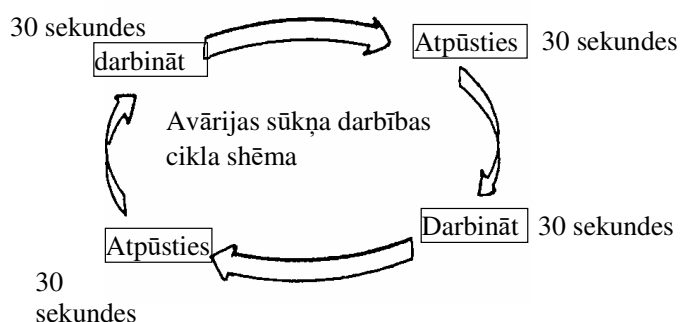 30 sekundes
darbināt
Atpūsties
30 sekundes
Avārijas sūkņa darbības
cikla shēma
Darbināt
30 sekundes
Atpūsties
30
sekundes